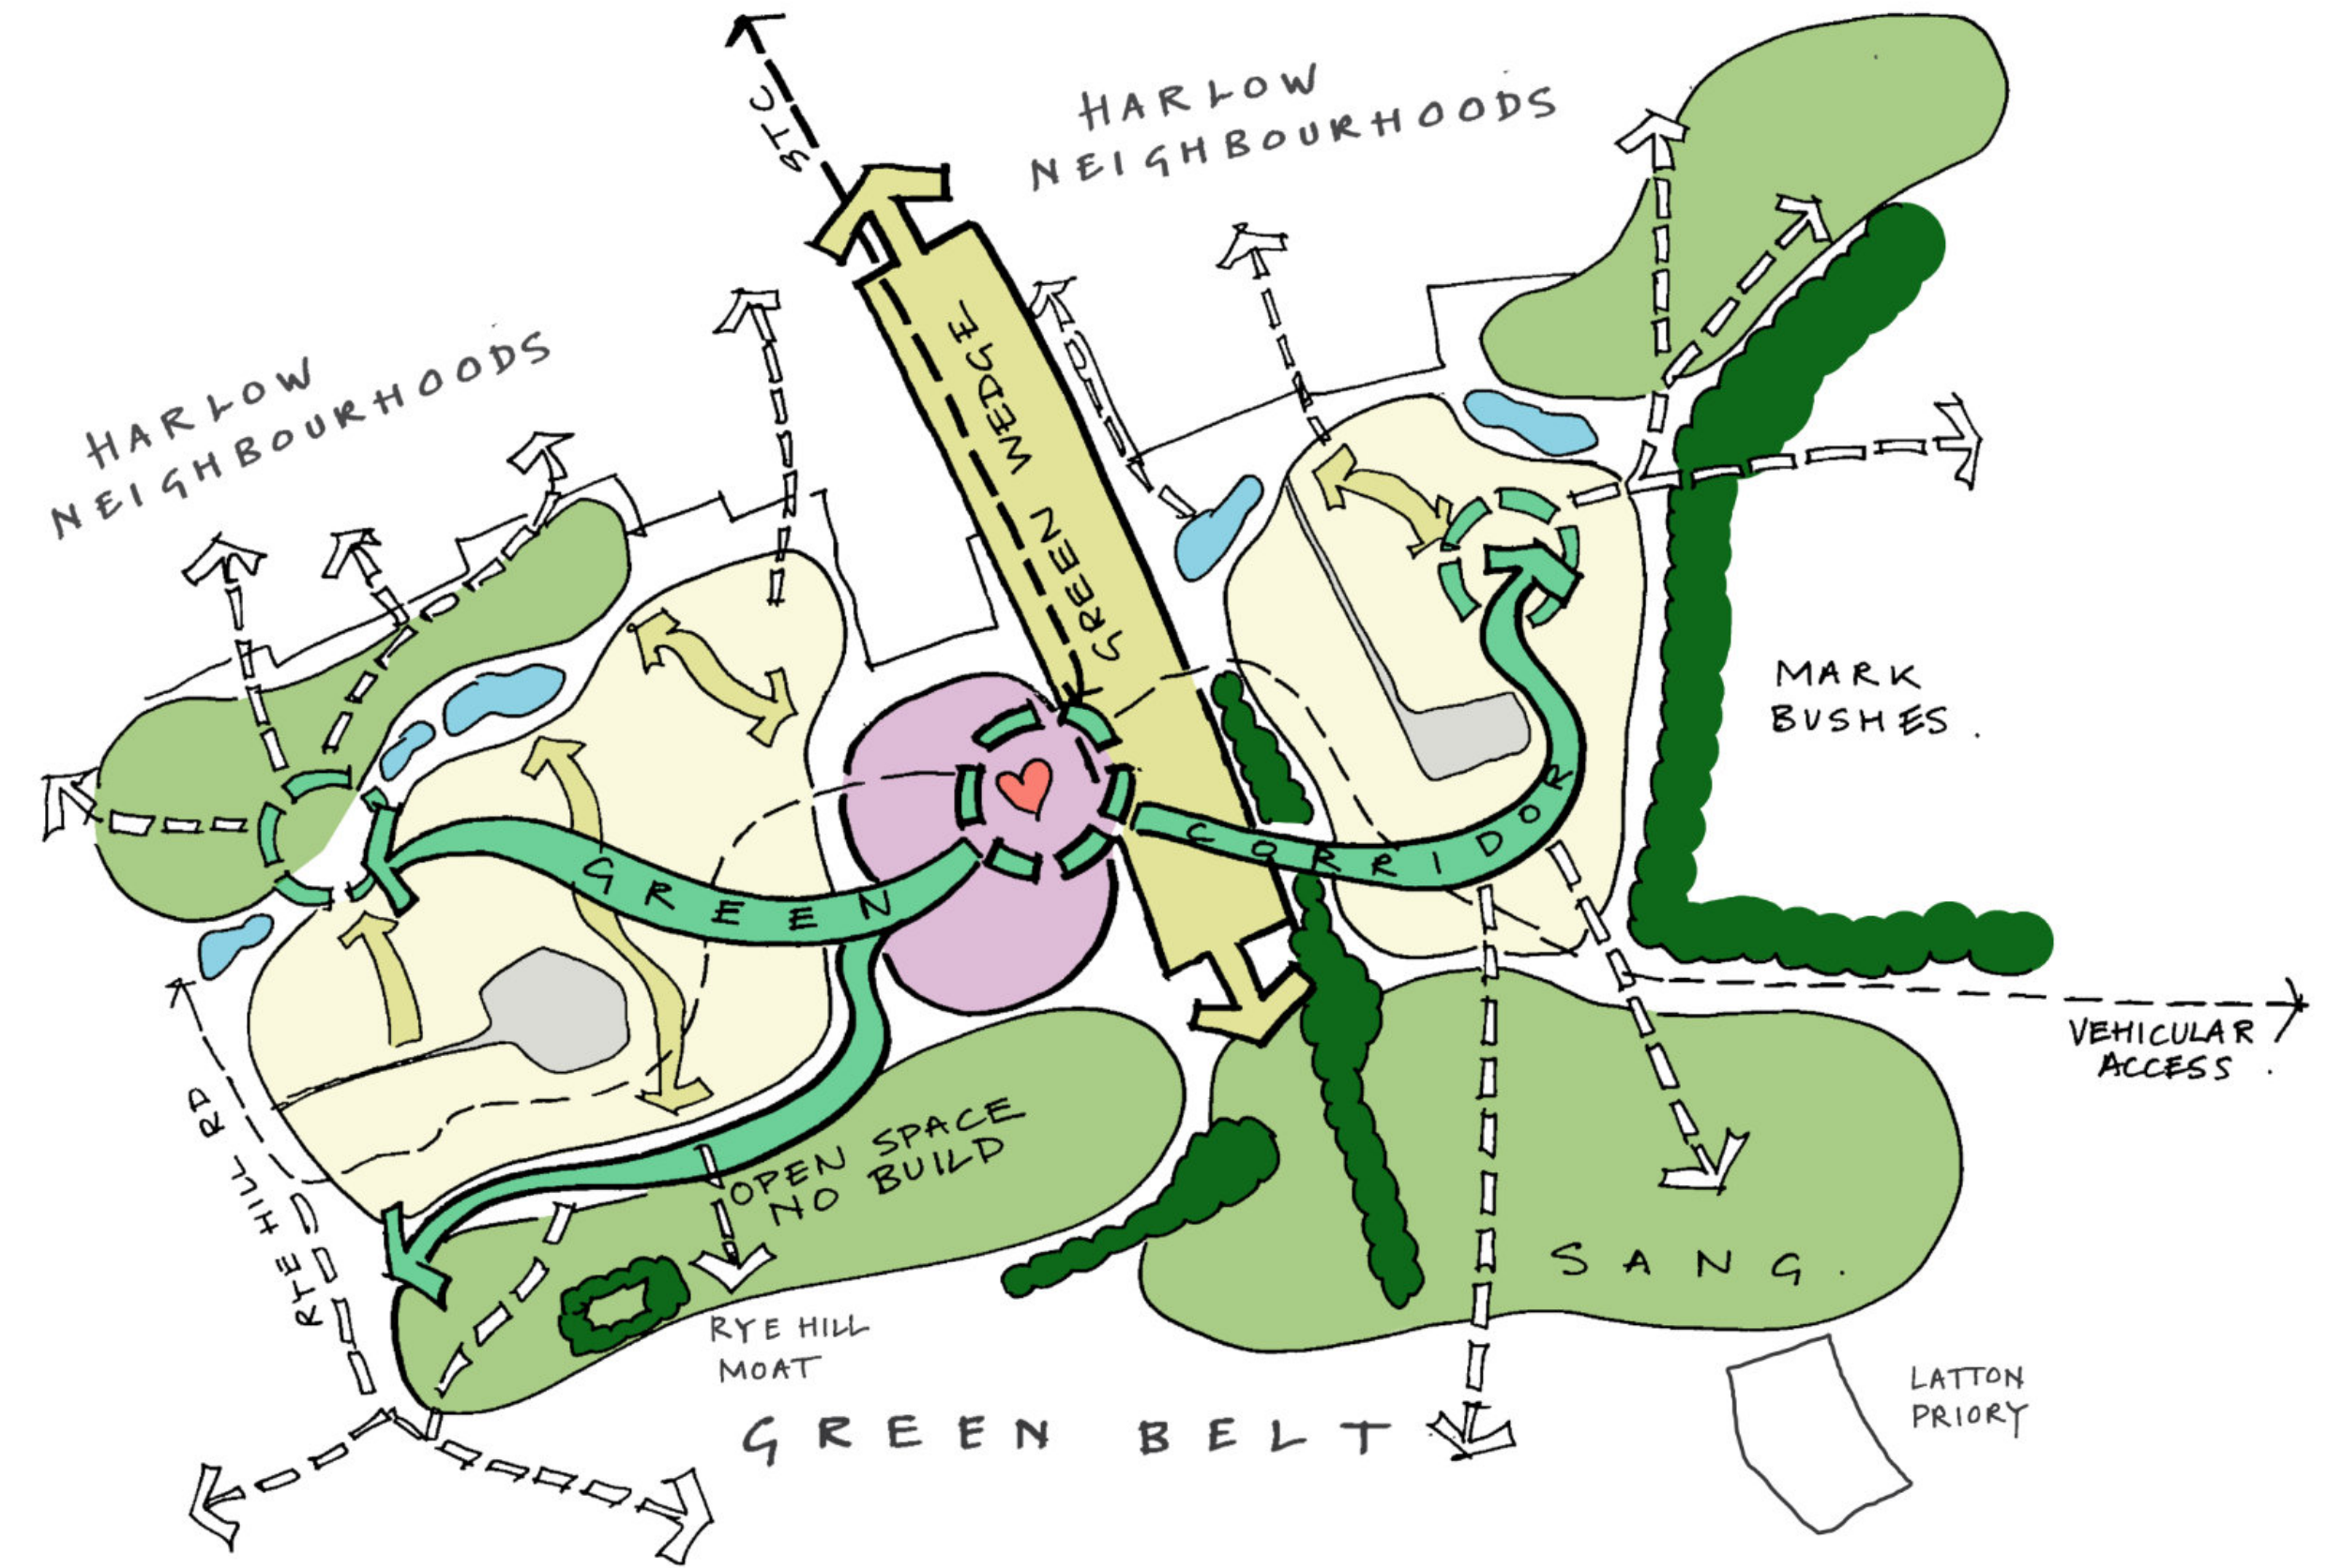 STC
HARLOW
NEIGHBOURHOODS
HARLOW
NEIGHBOURHOODS
GREEN WEDGE
MARK
BUSHES.
GREEN
CORRIDOR
VEHICULAR
ACCESS.
RYE HILL RD
OPEN SPACE
NO BUILD
SANG.
RYE HILL
MOAT
LATTON
PRIORY
GREEN BELT